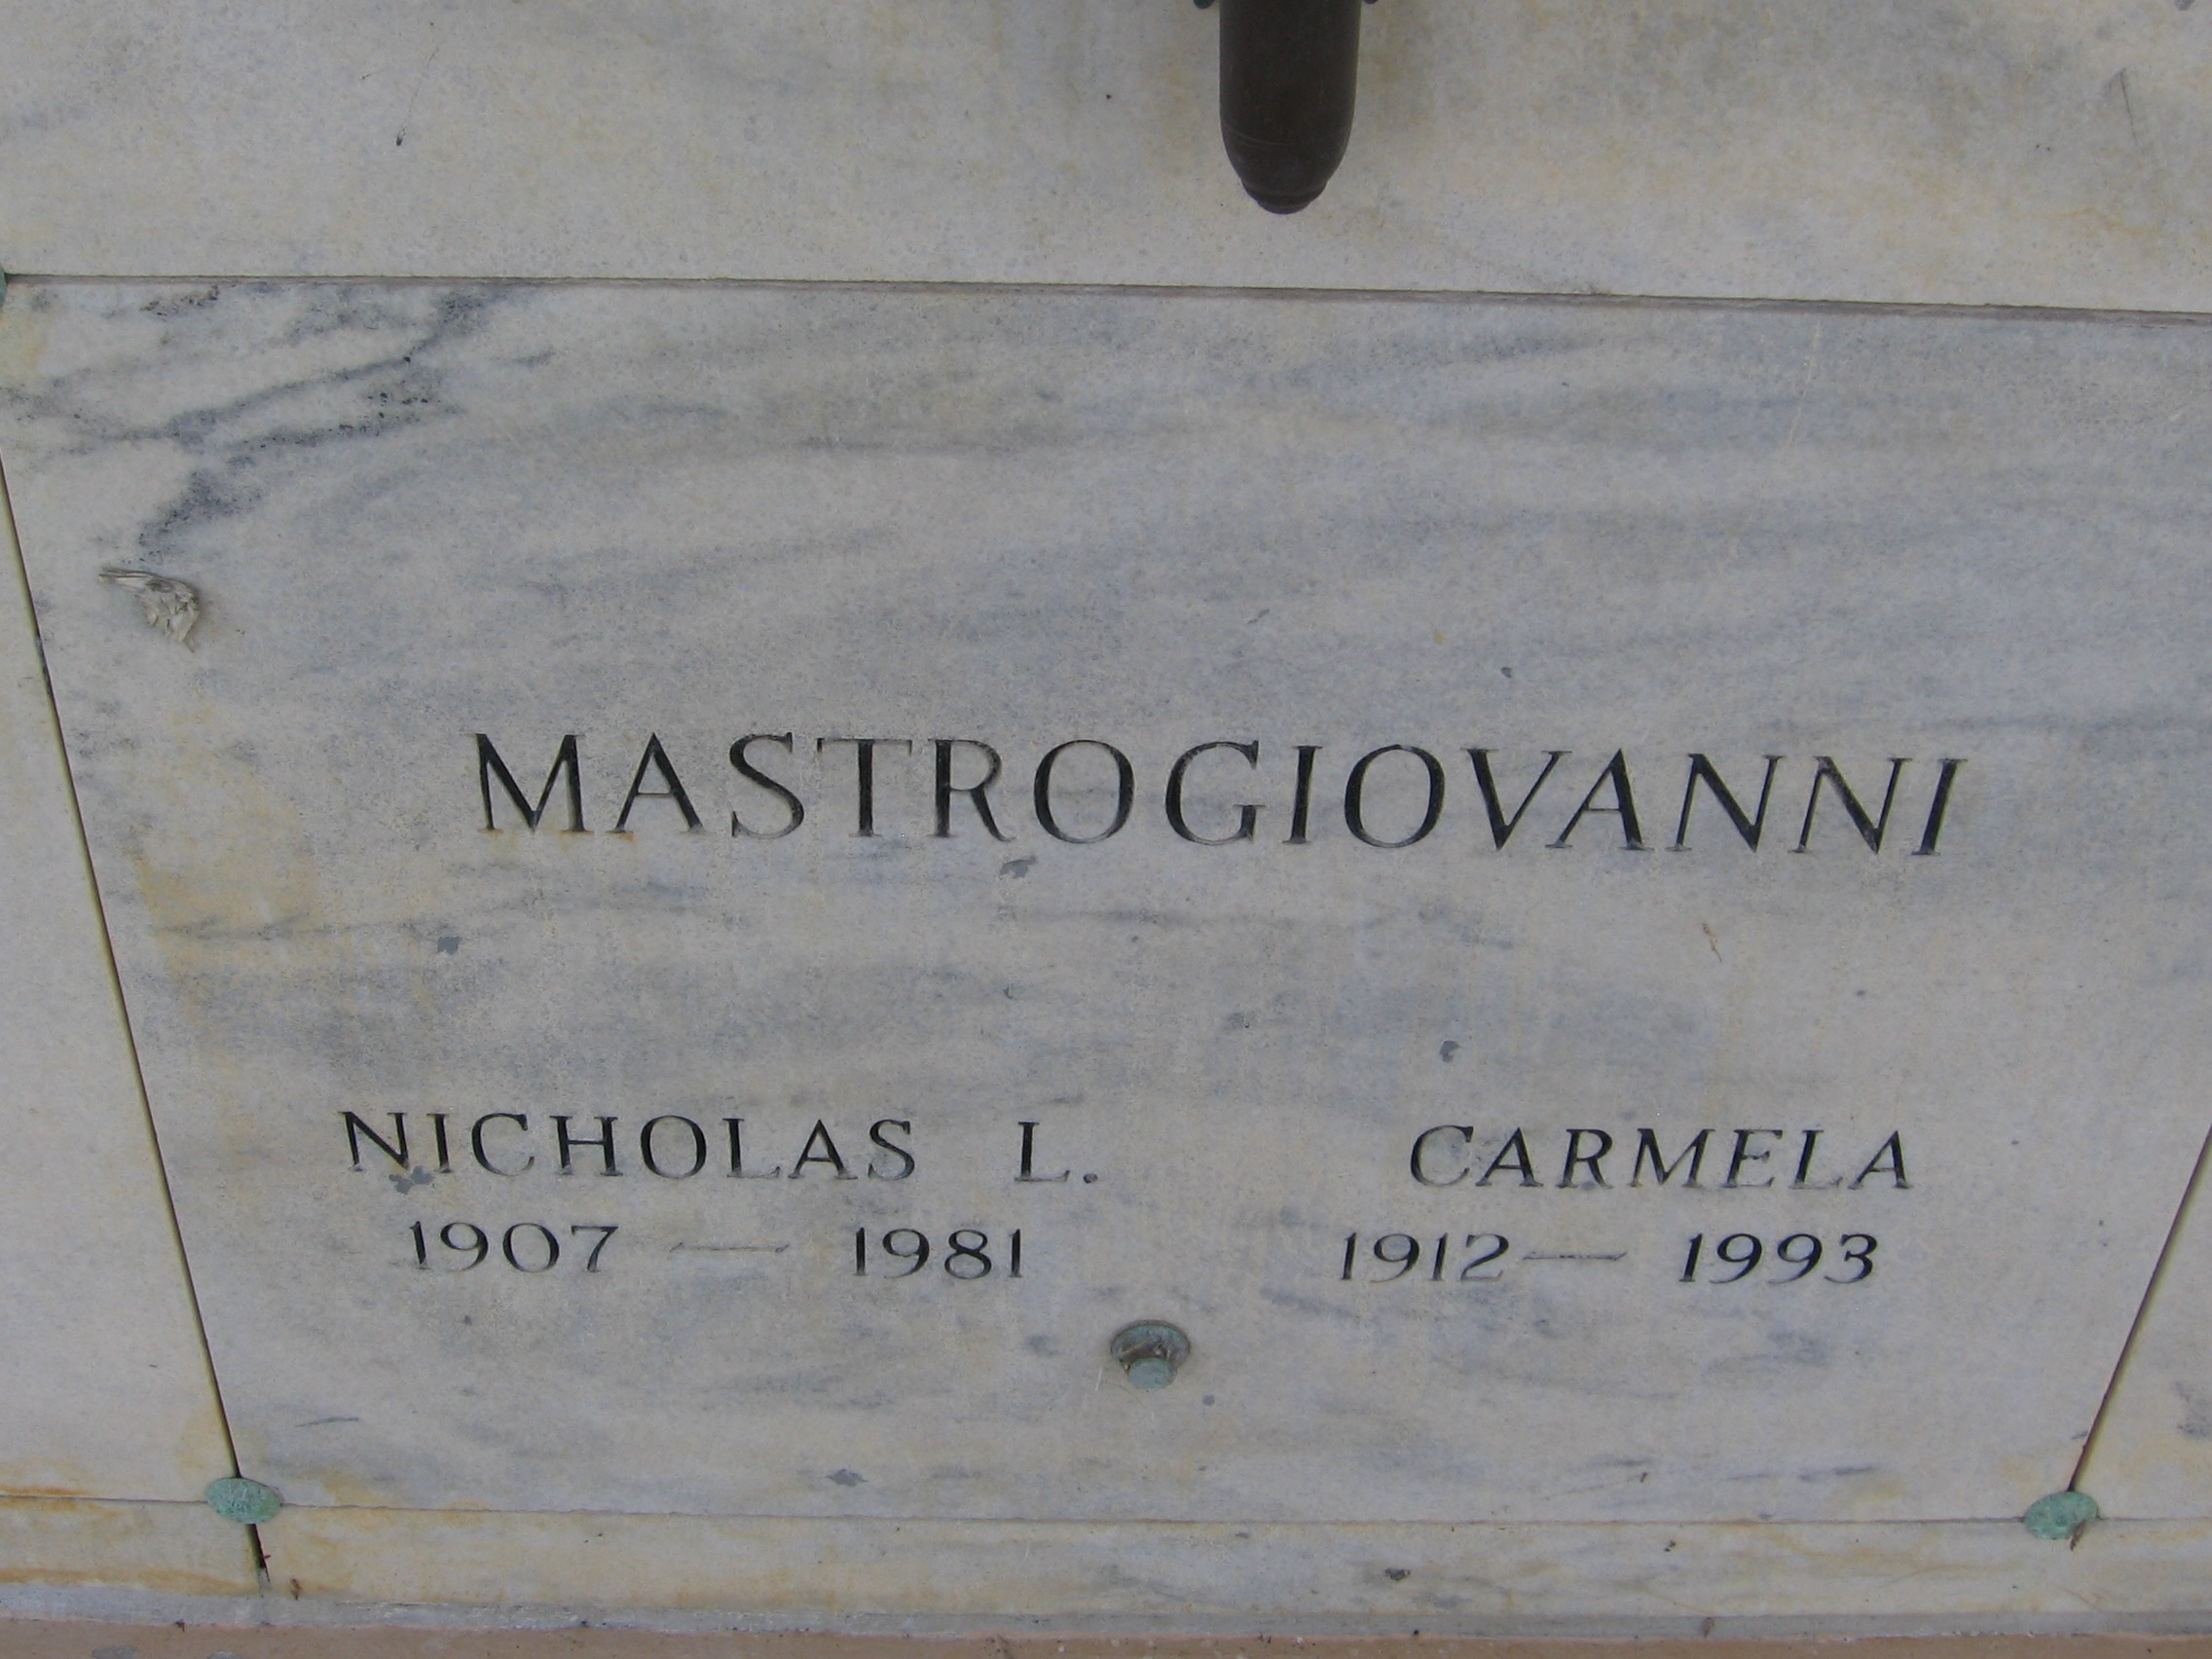 MASTROGIOVANNI
NICHOLAS L. CARMELA
1907 — 1981 1912 — 1993